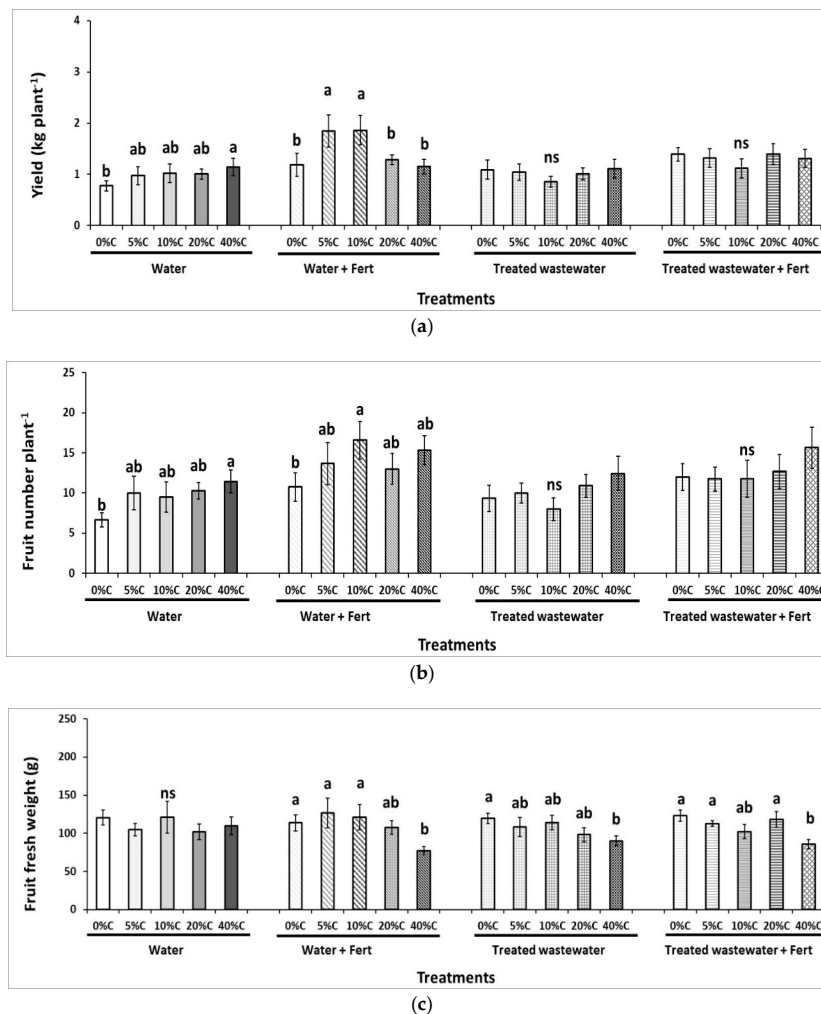 4
a a
3
a
ab ab ab b b b
2
b
ns
ns
1
0
Yield (kg plant⁻¹)
0%C 5%C 10%C 20%C 40%C 0%C 5%C 10%C 20%C 40%C 0%C 5%C 10%C 20%C 40%C 0%C 5%C 10%C 20%C 40%C
Water Water + Fert Treated wastewater Treated wastewater + Fert
Treatments
(a)
25
20
a
ab ab ab
15
ab ab ab a b ns ns
10
b
5
0
Fruit number plant⁻¹
0%C 5%C 10%C 20%C 40%C 0%C 5%C 10%C 20%C 40%C 0%C 5%C 10%C 20%C 40%C 0%C 5%C 10%C 20%C 40%C
Water Water + Fert Treated wastewater Treated wastewater + Fert
Treatments
(b)
250
200
150
ns a a a ab b a ab ab ab b a a ab a b
100
50
0
Fruit fresh weight (g)
0%C 5%C 10%C 20%C 40%C 0%C 5%C 10%C 20%C 40%C 0%C 5%C 10%C 20%C 40%C 0%C 5%C 10%C 20%C 40%C
Water Water + Fert Treated wastewater Treated wastewater + Fert
Treatments
(c)